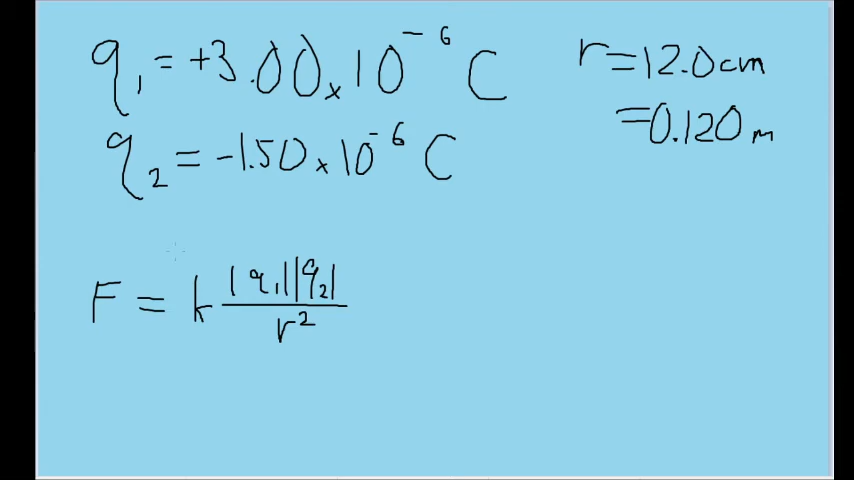 q₁ = +3.00 × 10⁻⁶ C
q₂ = -1.50 × 10⁻⁶ C
r = 12.0 cm
= 0.120 m
F = k |q₁||q₂| / r²